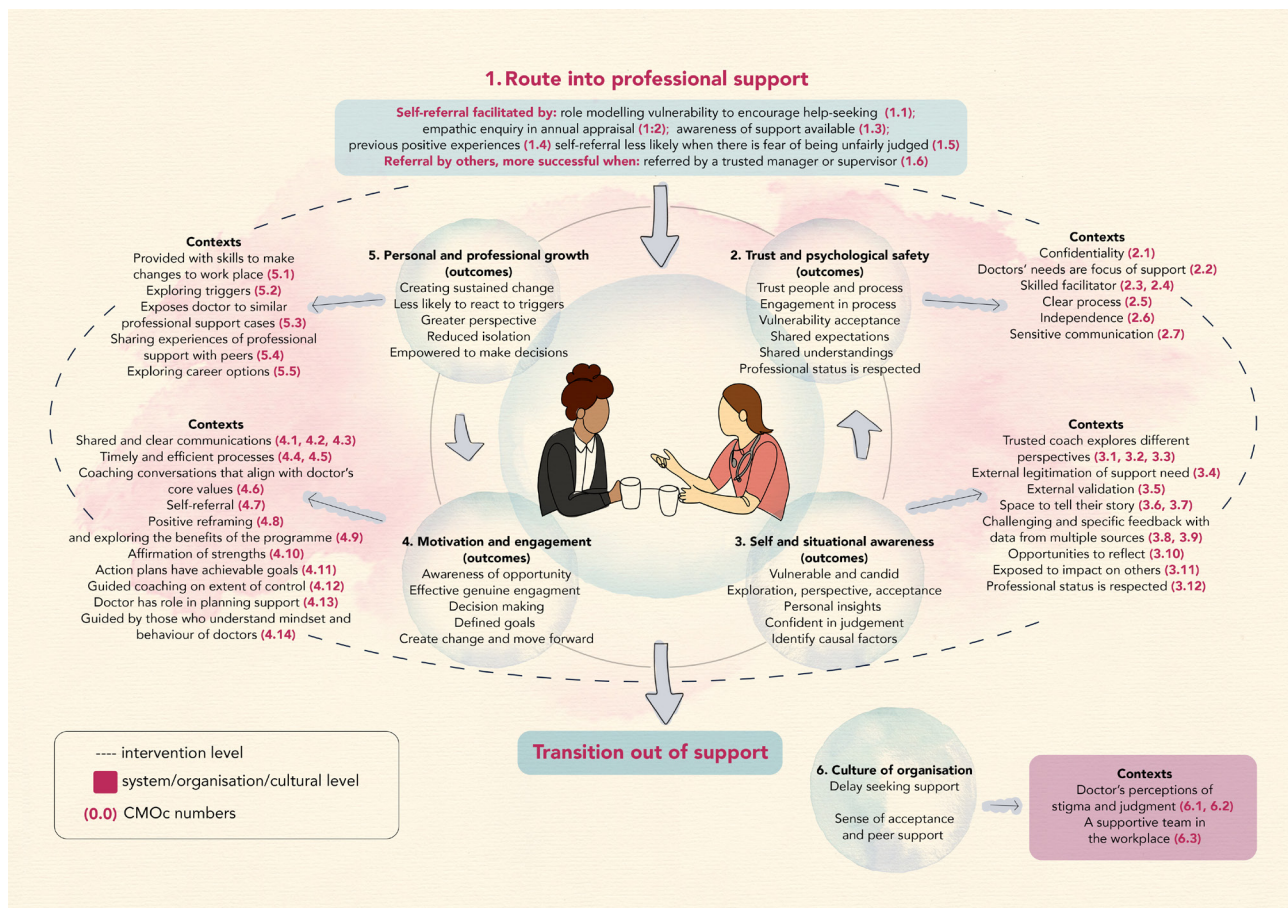 1. Route into professional support
Self-referral facilitated by: role modelling vulnerability to encourage help-seeking (1.1);
empathic enquiry in annual appraisal (1:2); awareness of support available (1.3);
previous positive experiences (1.4) self-referral less likely when there is fear of being unfairly judged (1.5)
Referral by others, more successful when: referred by a trusted manager or supervisor (1.6)
Contexts
Provided with skills to make
changes to work place (5.1)
Exploring triggers (5.2)
Exposes doctor to similar
professional support cases (5.3)
Sharing experiences of professional
support with peers (5.4)
Exploring career options (5.5)
5. Personal and professional growth
(outcomes)
Creating sustained change
Less likely to react to triggers
Greater perspective
Reduced isolation
Empowered to make decisions
2. Trust and psychological safety
(outcomes)
Trust people and process
Engagement in process
Vulnerability acceptance
Shared expectations
Shared understandings
Professional status is respected
Contexts
Confidentiality (2.1)
Doctors' needs are focus of support (2.2)
Skilled facilitator (2.3, 2.4)
Clear process (2.5)
Independence (2.6)
Sensitive communication (2.7)
Contexts
Shared and clear communications (4.1, 4.2, 4.3)
Timely and efficient processes (4.4, 4.5)
Coaching conversations that align with doctor's
core values (4.6)
Self-referral (4.7)
Positive reframing (4.8)
and exploring the benefits of the programme (4.9)
Affirmation of strengths (4.10)
Action plans have achievable goals (4.11)
Guided coaching on extent of control (4.12)
Doctor has role in planning support (4.13)
Guided by those who understand mindset and
behaviour of doctors (4.14)
4. Motivation and engagement
(outcomes)
Awareness of opportunity
Effective genuine engagment
Decision making
Defined goals
Create change and move forward
3. Self and situational awareness
(outcomes)
Vulnerable and candid
Exploration, perspective, acceptance
Personal insights
Confident in judgement
Identify causal factors
Contexts
Trusted coach explores different
perspectives (3.1, 3.2, 3.3)
External legitimation of support need (3.4)
External validation (3.5)
Space to tell their story (3.6, 3.7)
Challenging and specific feedback with
data from multiple sources (3.8, 3.9)
Opportunities to reflect (3.10)
Exposed to impact on others (3.11)
Professional status is respected (3.12)
Transition out of support
---- intervention level
system/organisation/cultural level
(0.0) CMOc numbers
6. Culture of organisation
Delay seeking support
Sense of acceptance
and peer support
Contexts
Doctor's perceptions of
stigma and judgment (6.1, 6.2)
A supportive team in
the workplace (6.3)